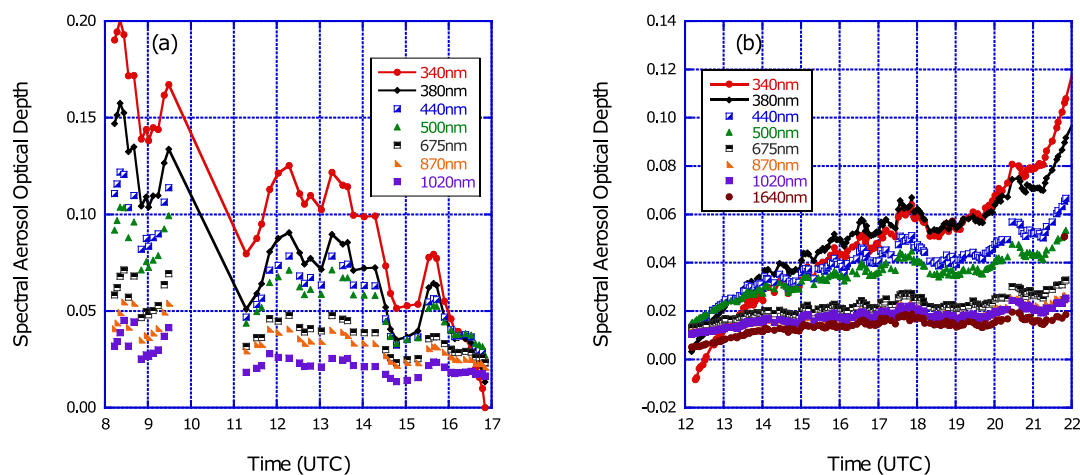 (a)
Spectral Aerosol Optical Depth
0.20
0.15
0.10
0.05
0.00
340nm
380nm
440nm
500nm
675nm
870nm
1020nm
8 9 10 11 12 13 14 15 16 17
Time (UTC)
(b)
Spectral Aerosol Optical Depth
0.14
0.12
0.10
0.08
0.06
0.04
0.02
0.00
-0.02
340nm
380nm
440nm
500nm
675nm
870nm
1020nm
1640nm
12 13 14 15 16 17 18 19 20 21 22
Time (UTC)